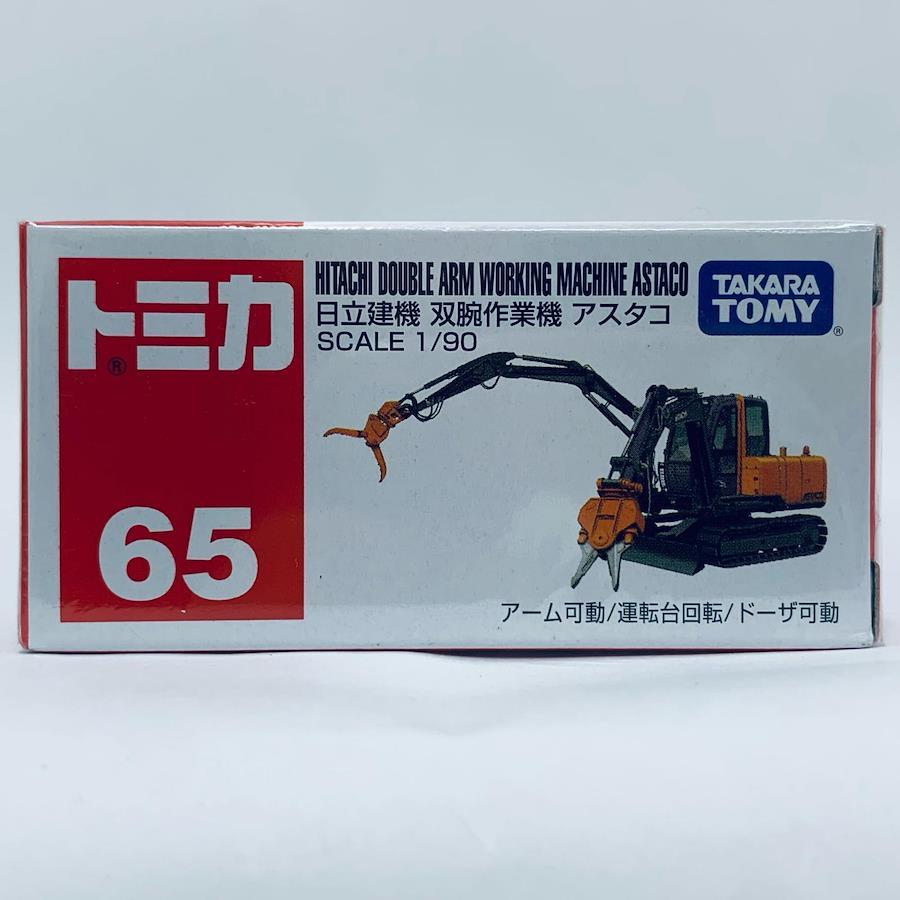 トミカ®
65
HITACHI DOUBLE ARM WORKING MACHINE ASTACO
日立建機 双腕作業機 アスタコ
SCALE 1/90
TAKARA
TOMY®
アーム可動/運転台回転/ドーザ可動